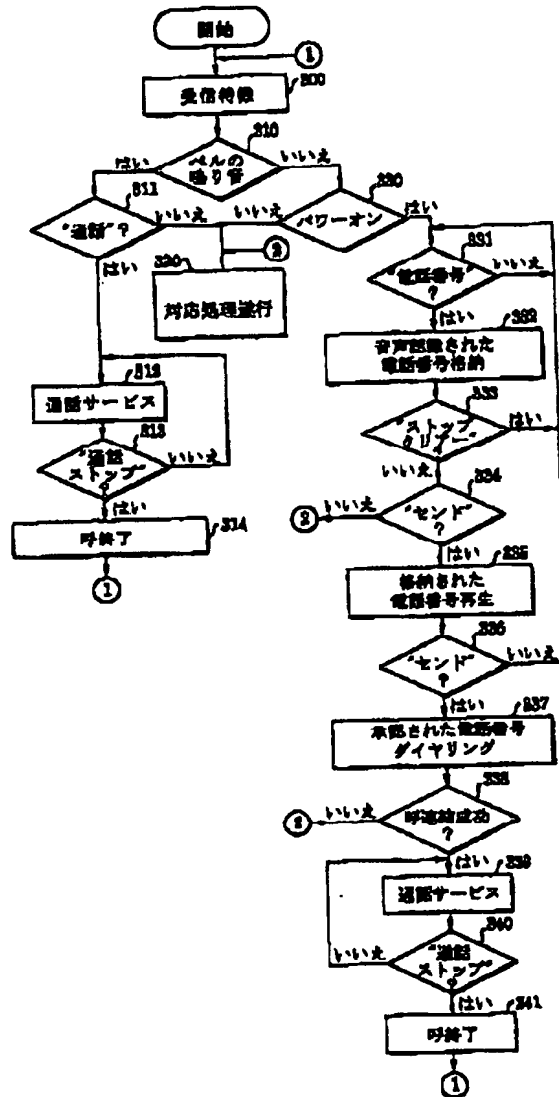 開始
1
受信待機
300
ベルの
鳴り音
310
はい
いいえ
311
"通話"?
いいえ
はい
いいえ
パワーオン
330
はい
2
320
対応処理遂行
331
"電話番号"
?
いいえ
はい
332
音声認識された
電話番号格納
333
"ストップ
クリアー"
はい
いいえ
312
通話サービス
313
"通話
ストップ"
?
いいえ
はい
314
呼終了
1
334
"センド"
?
いいえ
2
はい
335
格納された
電話番号再生
336
"センド"
?
いいえ
はい
337
承認された電話番号
ダイヤリング
338
呼連結成功
?
いいえ
2
はい
339
通話サービス
340
"通話
ストップ"
?
いいえ
はい
341
呼終了
1